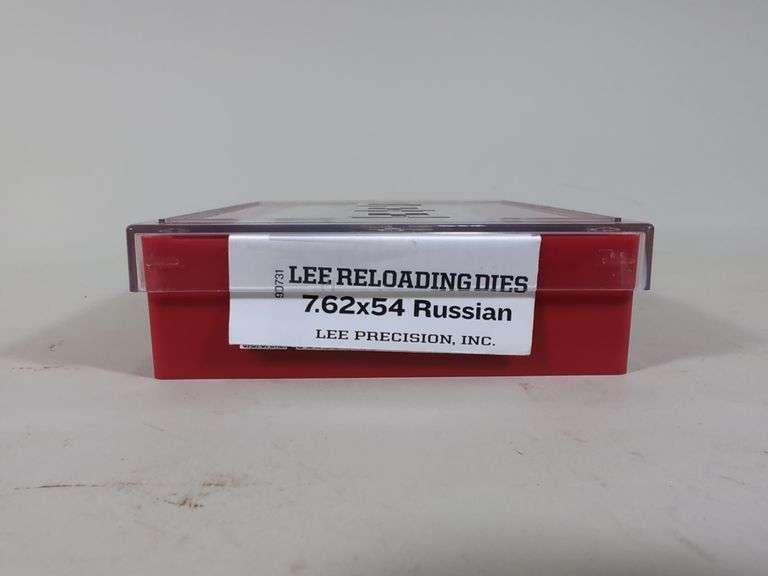 90731
LEE RELOADING DIES
7.62x54 Russian
LEE PRECISION, INC.